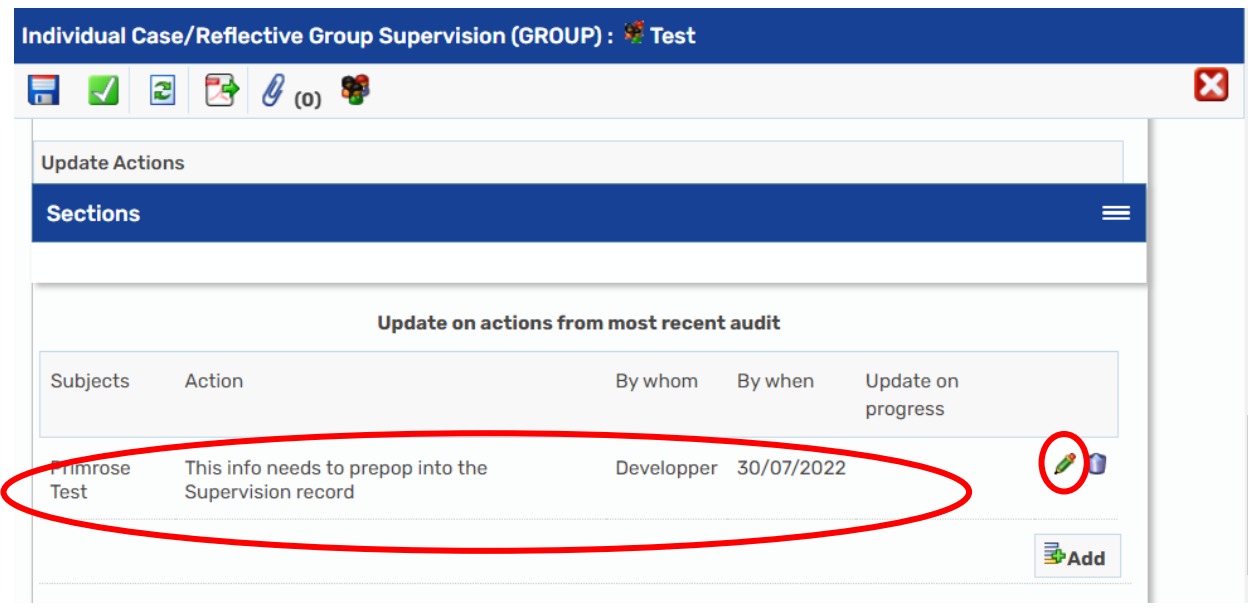 Individual Case/Reflective Group Supervision (GROUP) : Test
(0)
Update Actions
Sections
Update on actions from most recent audit
Subjects Action By whom By when Update on
progress
Primrose This info needs to prepop into the Developper 30/07/2022
Test Supervision record
Add